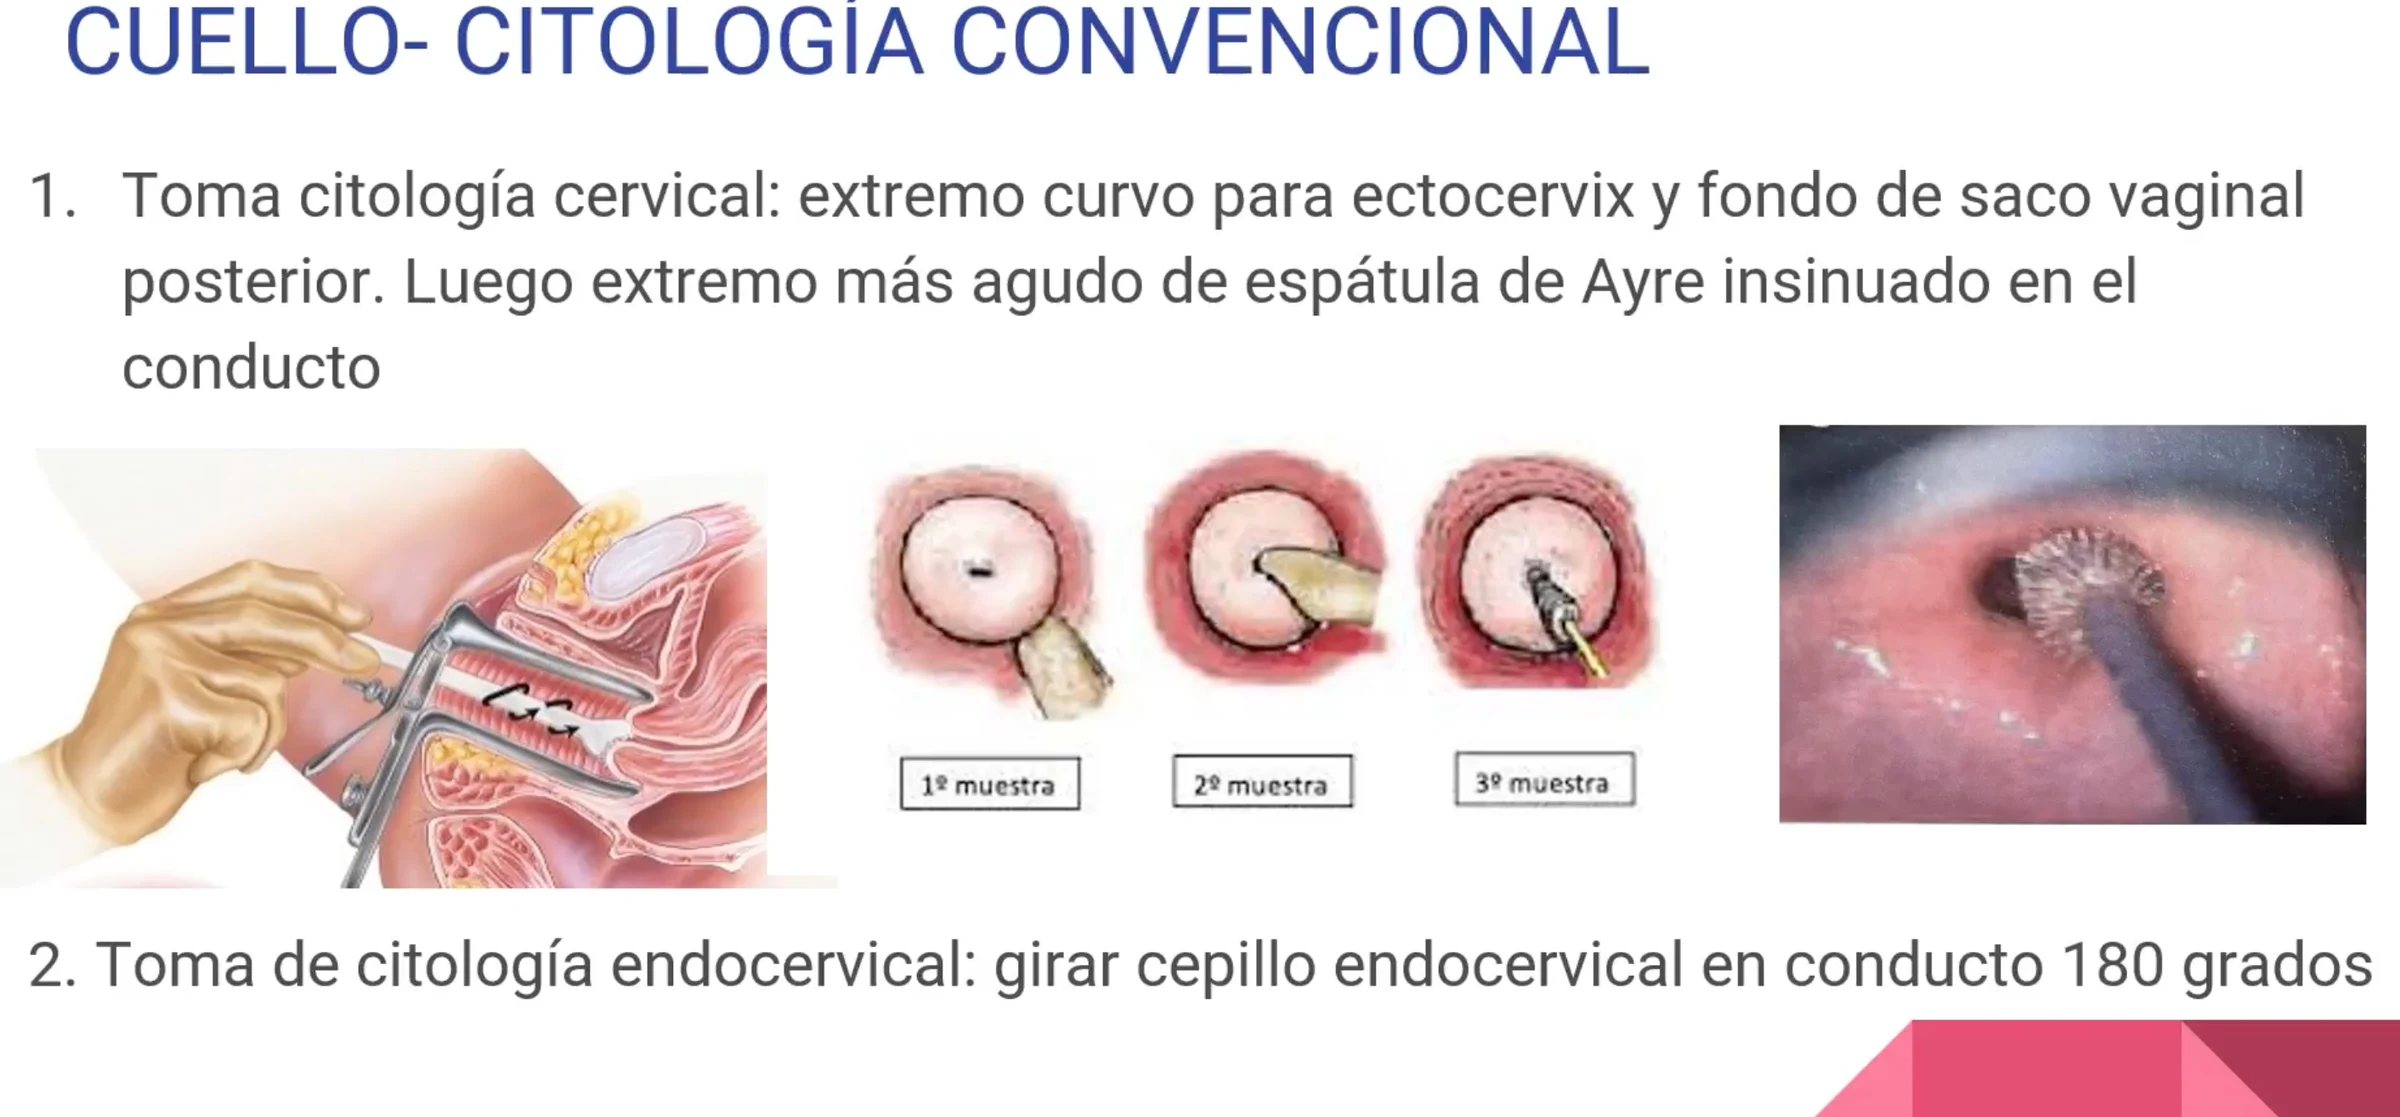 CUELLO- CITOLOGÍA CONVENCIONAL
1. Toma citología cervical: extremo curvo para ectocervix y fondo de saco vaginal
posterior. Luego extremo más agudo de espátula de Ayre insinuado en el
conducto
1º muestra
2º muestra
3º muestra
2. Toma de citología endocervical: girar cepillo endocervical en conducto 180 grados